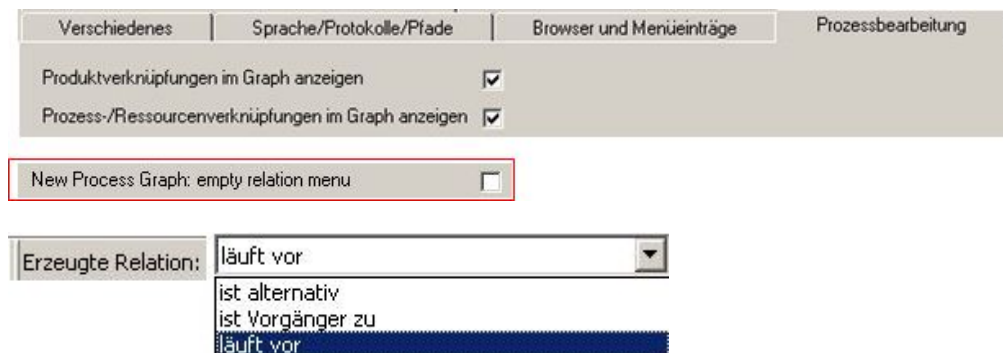 Verschiedenes Sprache/Protokolle/Pfade Browser und Menüeinträge Prozessbearbeitung
Produktverknüpfungen im Graph anzeigen
Prozess-/Ressourcenverknüpfungen im Graph anzeigen
New Process Graph: empty relation menu
Erzeugte Relation: läuft vor
ist alternativ
ist Vorgänger zu
läuft vor